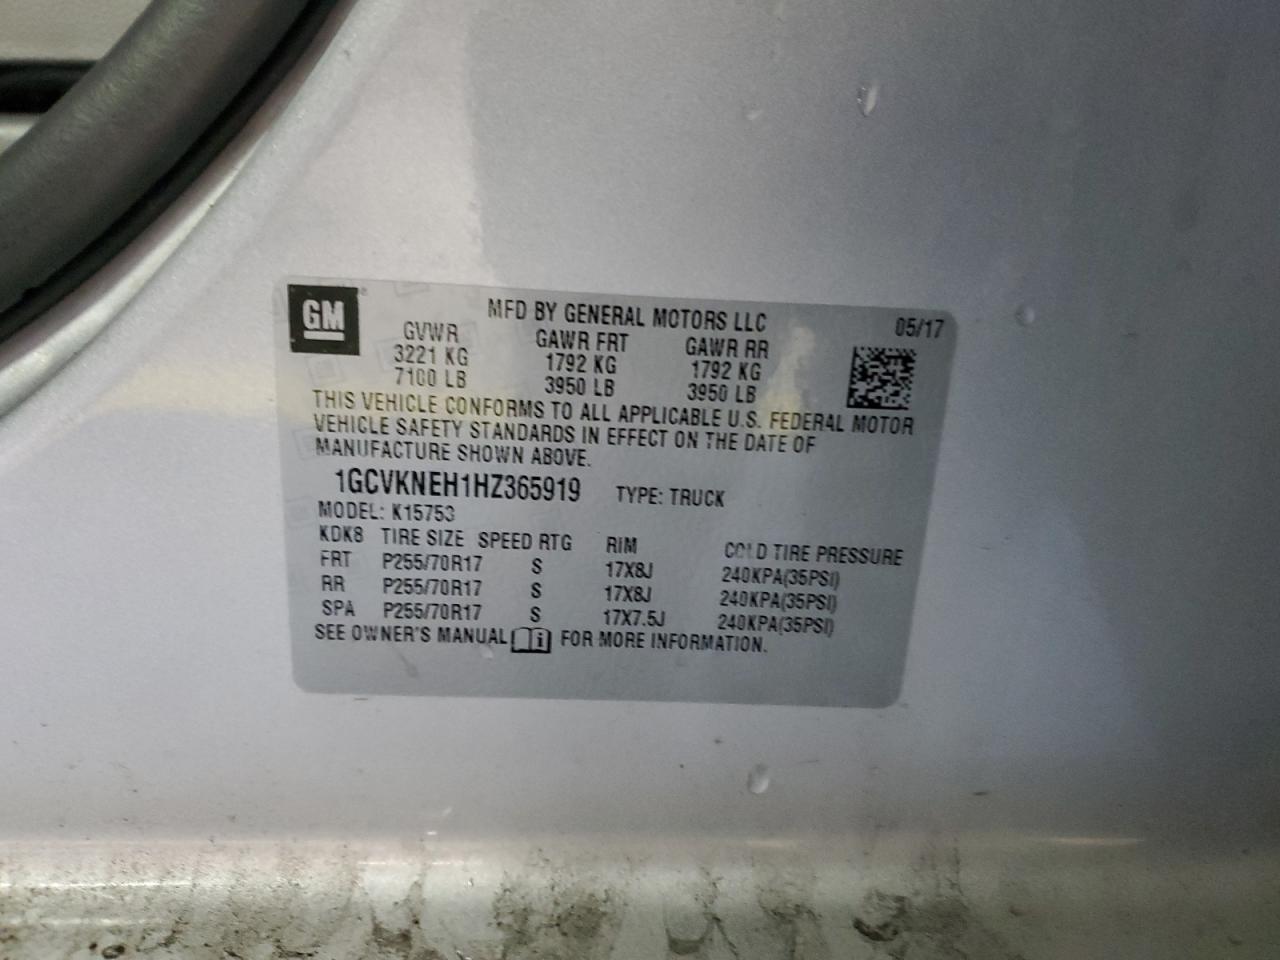 GM
MFD BY GENERAL MOTORS LLC 05/17
GVWR GAWR FRT GAWR RR
3221 KG 1792 KG 1792 KG
7100 LB 3950 LB 3950 LB
THIS VEHICLE CONFORMS TO ALL APPLICABLE U.S. FEDERAL MOTOR
VEHICLE SAFETY STANDARDS IN EFFECT ON THE DATE OF
MANUFACTURE SHOWN ABOVE.
1GCVKNEH1HZ365919 TYPE: TRUCK
MODEL: K15753
KDK8 TIRE SIZE SPEED RTG RIM COLD TIRE PRESSURE
FRT P255/70R17 S 17X8J 240KPA(35PSI)
RR P255/70R17 S 17X8J 240KPA(35PSI)
SPA P255/70R17 S 17X7.5J 240KPA(35PSI)
SEE OWNER'S MANUAL i FOR MORE INFORMATION.